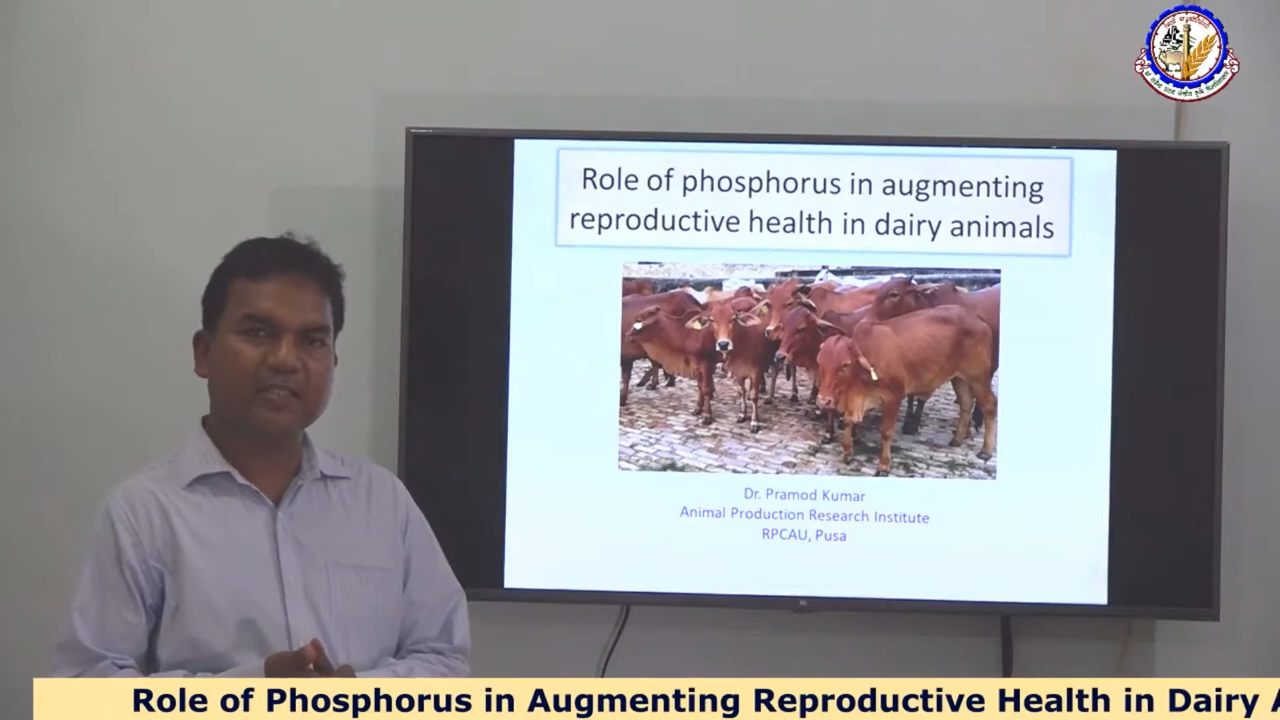 Role of phosphorus in augmenting
reproductive health in dairy animals
Dr. Pramod Kumar
Animal Production Research Institute
RPCAU, Pusa
Role of Phosphorus in Augmenting Reproductive Health in Dairy